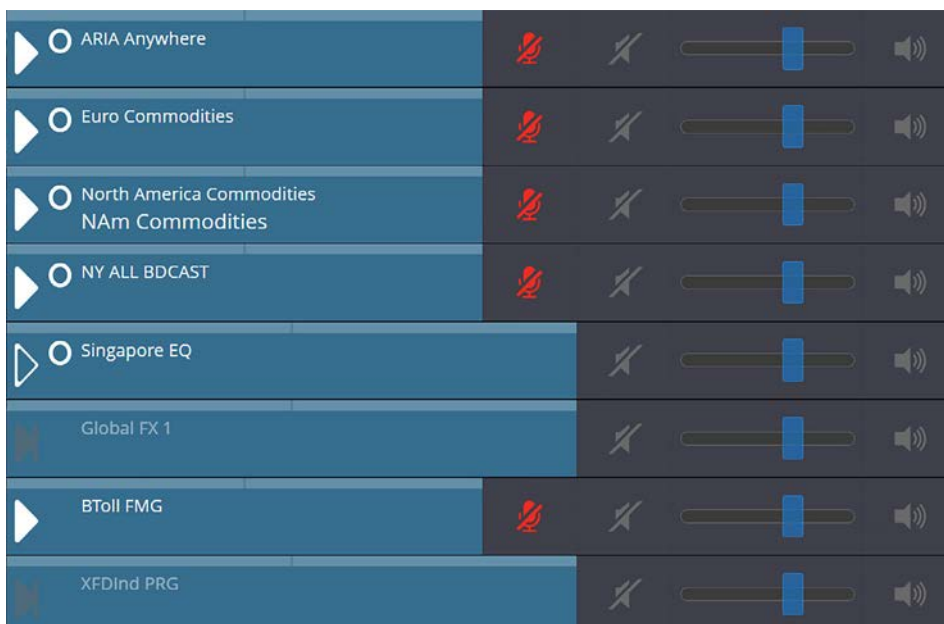 ARIA Anywhere
Euro Commodities
North America Commodities
NAm Commodities
NY ALL BDCAST
Singapore EQ
Global FX 1
BToll FMG
XFDInd PRG